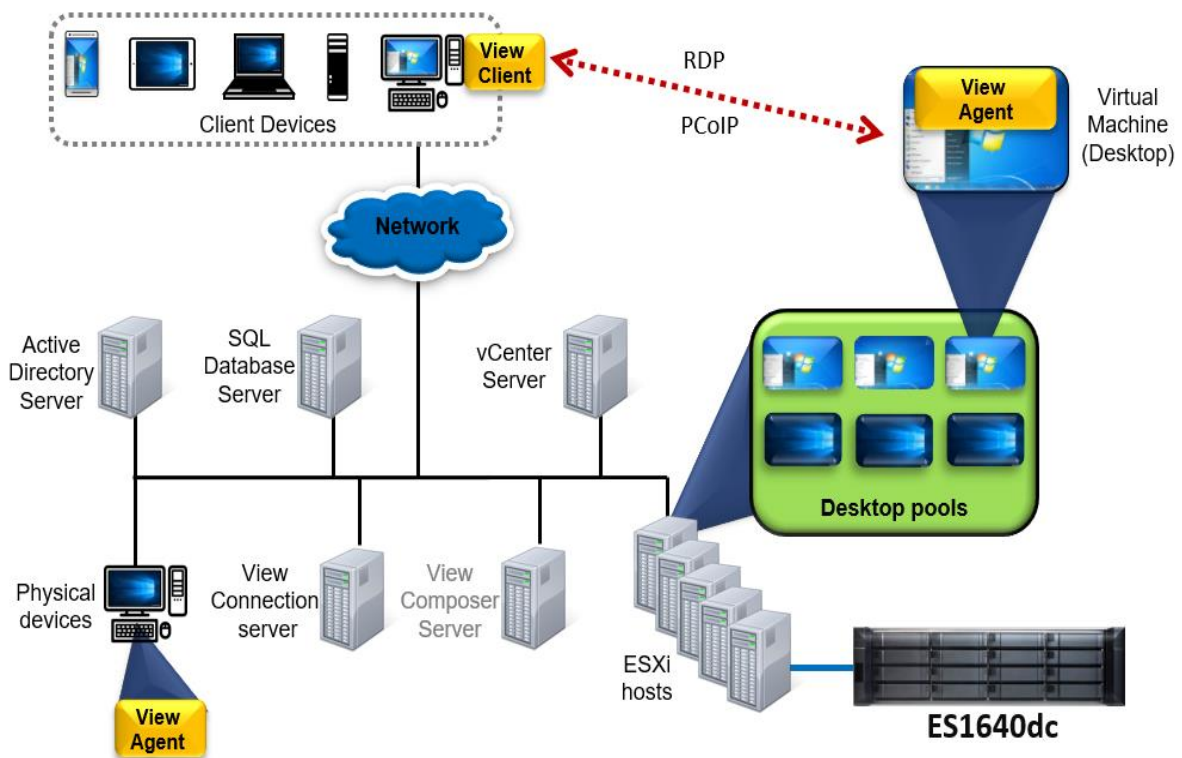 View
Client
Client Devices
RDP
PCoIP
View
Agent
Virtual
Machine
(Desktop)
Network
Active
Directory
Server
SQL
Database
Server
vCenter
Server
Desktop pools
Physical
devices
View
Connection
server
View
Composer
Server
ESXi
hosts
ES1640dc
View
Agent